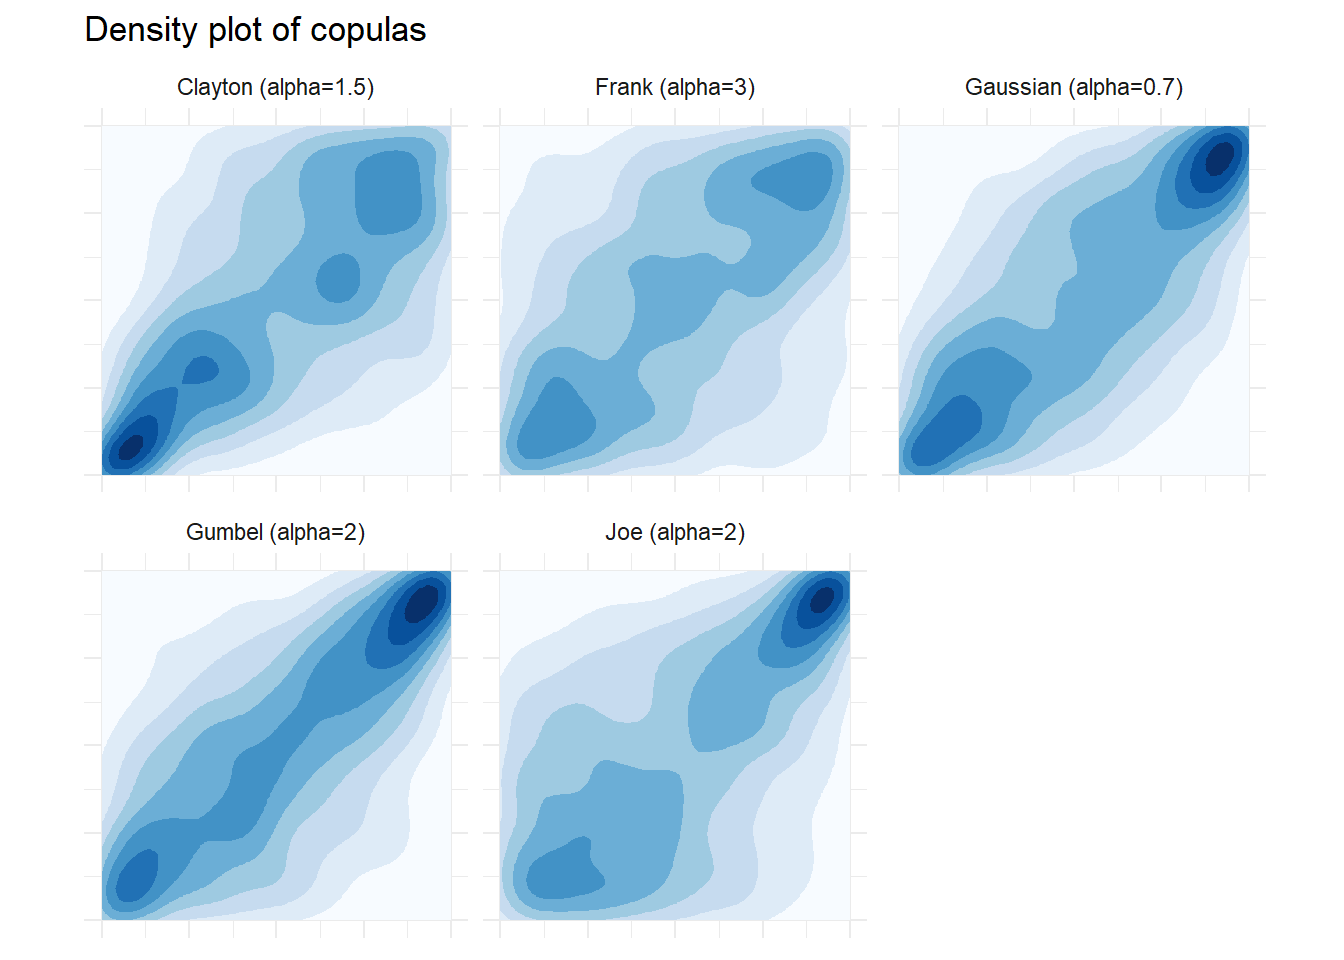 Density plot of copulas
Clayton (alpha=1.5)
Frank (alpha=3)
Gaussian (alpha=0.7)
Gumbel (alpha=2)
Joe (alpha=2)